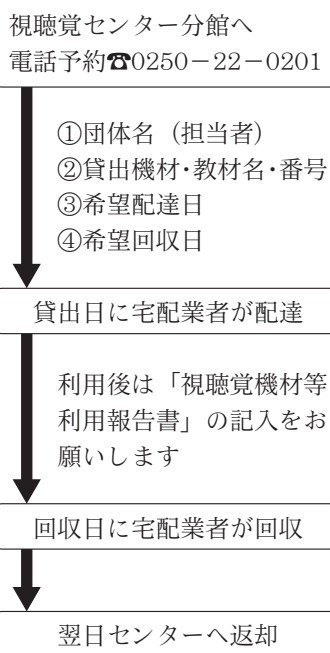 視聴覚センター分館へ
電話予約☎0250－22－0201
①団体名（担当者）
②貸出機材・教材名・番号
③希望配達日
④希望回収日
貸出日に宅配業者が配達
利用後は「視聴覚機材等
利用報告書」の記入をお
願いします
回収日に宅配業者が回収
翌日センターへ返却